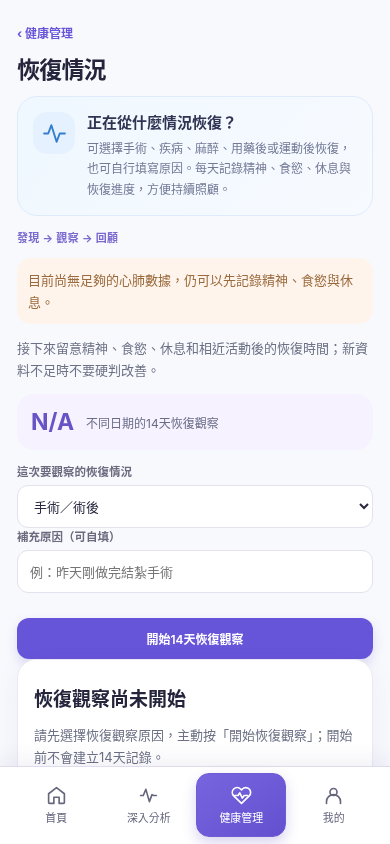 ‹ 健康管理
恢復情況
正在從什麼情況恢復？
可選擇手術、疾病、麻醉、用藥後或運動後恢復，
也可自行填寫原因。每天記錄精神、食慾、休息與
恢復進度，方便持續照顧。
發現 → 觀察 → 回顧
目前尚無足夠的心肺數據，仍可以先記錄精神、食慾與休
息。
接下來留意精神、食慾、休息和相近活動後的恢復時間；新資
料不足時不要硬判改善。
N/A 不同日期的14天恢復觀察
這次要觀察的恢復情況
手術／術後
補充原因（可自填）
例：昨天剛做完結紮手術
開始14天恢復觀察
恢復觀察尚未開始
請先選擇恢復觀察原因，主動按「開始恢復觀察」；開始
前不會建立14天記錄。
首頁 深入分析 健康管理 我的